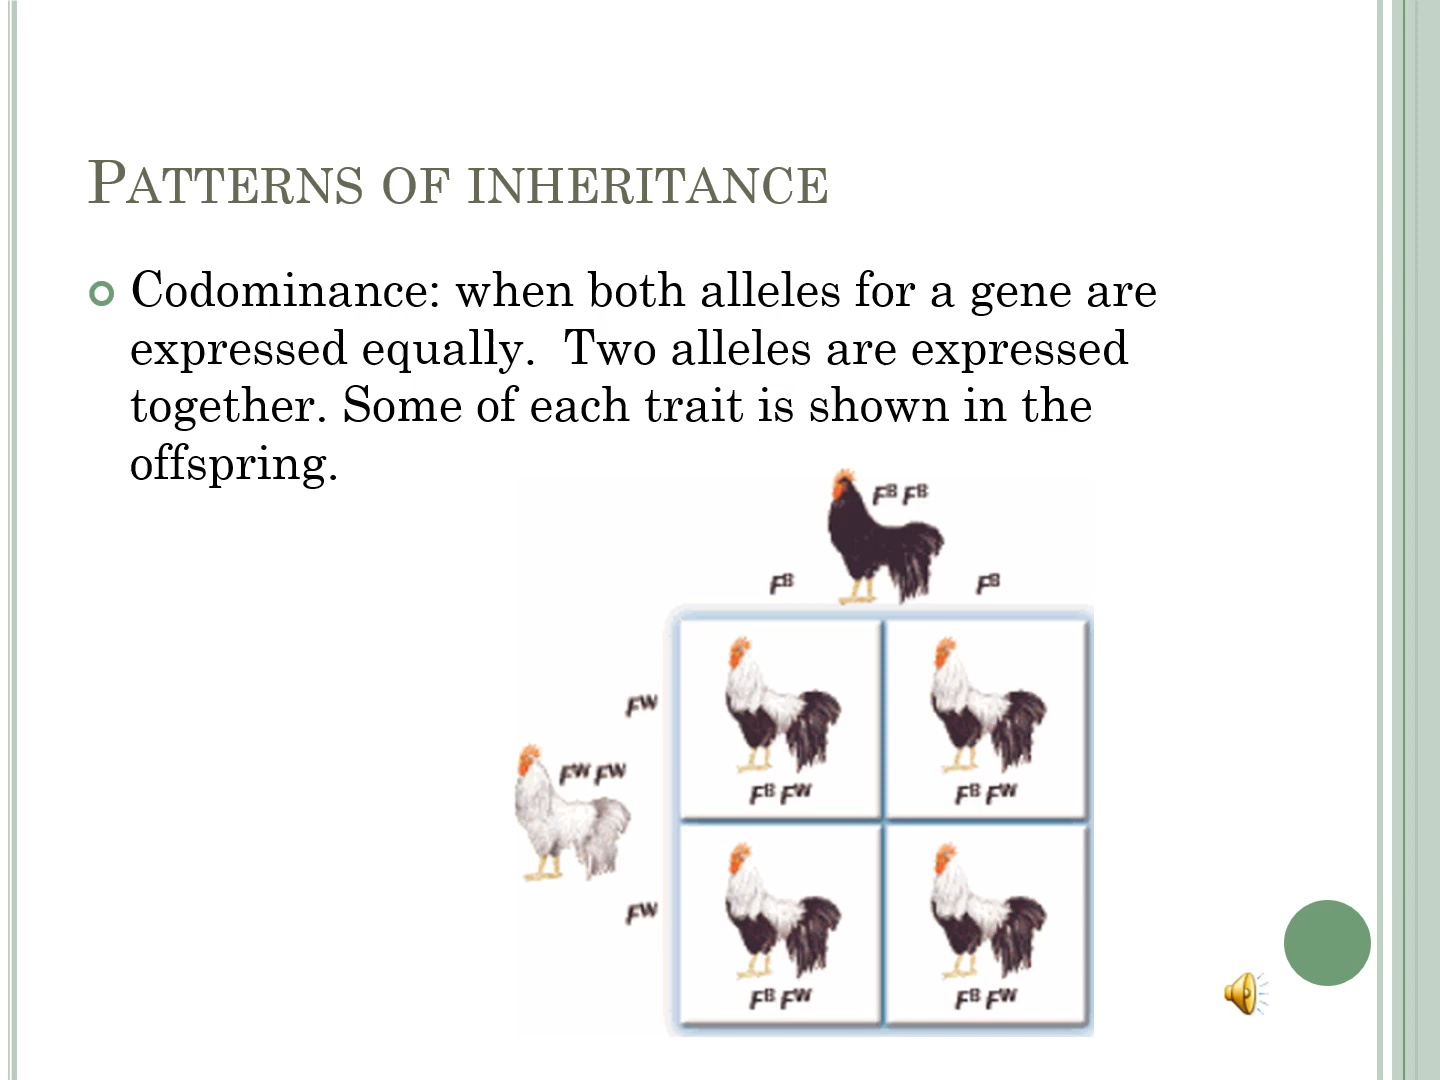 PATTERNS OF INHERITANCE
Codominance: when both alleles for a gene are
expressed equally.  Two alleles are expressed
together. Some of each trait is shown in the
offspring.
Fᴮ Fᴮ
Fᴮ Fᴮ
Fᵂ
Fᵂ Fᵂ
Fᴮ Fᵂ Fᴮ Fᵂ
Fᵂ
Fᴮ Fᵂ Fᴮ Fᵂ